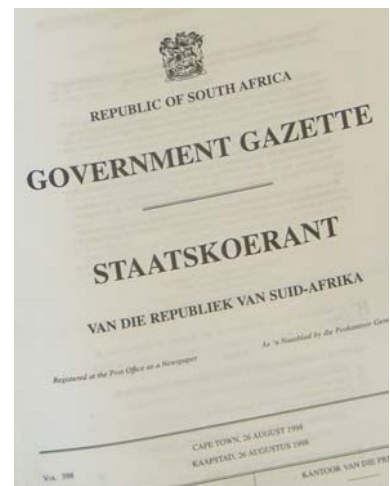 REPUBLIC OF SOUTH AFRICA
GOVERNMENT GAZETTE
STAATSKOERANT
VAN DIE REPUBLIEK VAN SUID-AFRIKA
Registered at the Post Office as a Newspaper
As 'n Nuusblad by die Poskantoor
CAPE TOWN, 26 AUGUST 1998
VOL. 398
KAAPSTAD, 26 AUGUSTUS 1998
KANTOOR VAN DIE